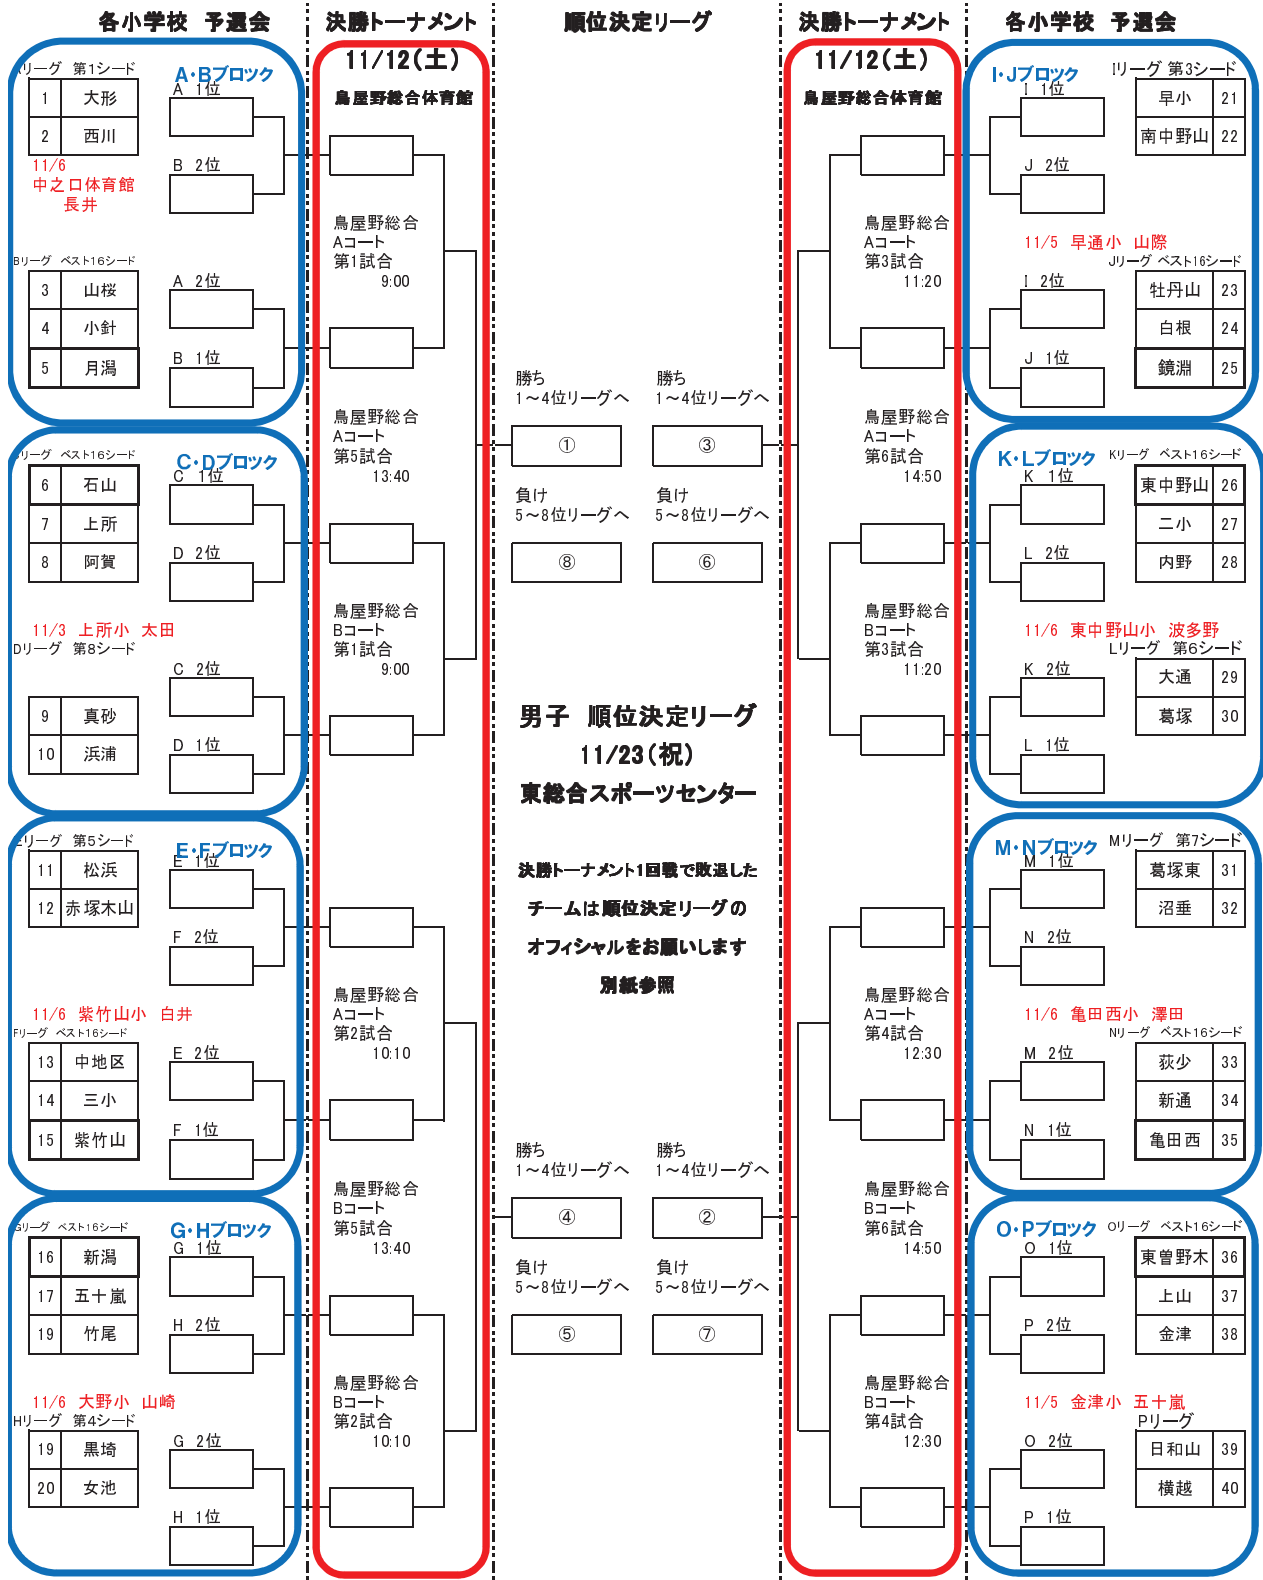 各小学校 予選会
決勝トーナメント
順位決定リーグ
決勝トーナメント
各小学校 予選会
11/12(土)
鳥屋野総合体育館
11/12(土)
鳥屋野総合体育館
リーグ 第1シード
A・Bブロック
1 大形
2 西川
11/6
中之口体育館
長井
A 1位
B 2位
Bリーグ ベスト16シード
3 山桜
4 小針
5 月潟
A 2位
B 1位
リーグ ベスト16シード
C・Dブロック
6 石山
7 上所
8 阿賀
C 1位
D 2位
11/3 上所小 太田
Dリーグ 第8シード
9 真砂
10 浜浦
C 2位
D 1位
リーグ 第5シード
E・Fブロック
11 松浜
12 赤塚木山
E 1位
F 2位
11/6 紫竹山小 白井
Fリーグ ベスト16シード
13 中地区
14 三小
15 紫竹山
E 2位
F 1位
Gリーグ ベスト16シード
G・Hブロック
16 新潟
17 五十嵐
19 竹尾
G 1位
H 2位
11/6 大野小 山崎
Hリーグ 第4シード
19 黒埼
20 女池
G 2位
H 1位
鳥屋野総合
Aコート
第1試合
9:00
鳥屋野総合
Aコート
第5試合
13:40
鳥屋野総合
Bコート
第1試合
9:00
鳥屋野総合
Aコート
第2試合
10:10
鳥屋野総合
Bコート
第5試合
13:40
鳥屋野総合
Bコート
第2試合
10:10
勝ち
1～4位リーグへ
①
負け
5～8位リーグへ
⑧
勝ち
1～4位リーグへ
③
負け
5～8位リーグへ
⑥
男子 順位決定リーグ
11/23(祝)
東総合スポーツセンター
決勝トーナメント1回戦で敗退した
チームは順位決定リーグの
オフィシャルをお願いします
別紙参照
勝ち
1～4位リーグへ
④
負け
5～8位リーグへ
⑤
勝ち
1～4位リーグへ
②
負け
5～8位リーグへ
⑦
鳥屋野総合
Aコート
第3試合
11:20
鳥屋野総合
Aコート
第6試合
14:50
鳥屋野総合
Bコート
第3試合
11:20
鳥屋野総合
Aコート
第4試合
12:30
鳥屋野総合
Bコート
第6試合
14:50
鳥屋野総合
Bコート
第4試合
12:30
I・Jブロック
Iリーグ 第3シード
I 1位
J 2位
早小 21
南中野山 22
11/5 早通小 山際
Jリーグ ベスト16シード
I 2位
J 1位
牡丹山 23
白根 24
鏡淵 25
K・Lブロック
Kリーグ ベスト16シード
K 1位
L 2位
東中野山 26
二小 27
内野 28
11/6 東中野山小 波多野
Lリーグ 第6シード
K 2位
L 1位
大通 29
葛塚 30
M・Nブロック
Mリーグ 第7シード
M 1位
N 2位
葛塚東 31
沼垂 32
11/6 亀田西小 澤田
Nリーグ ベスト16シード
M 2位
N 1位
荻少 33
新通 34
亀田西 35
O・Pブロック
Oリーグ ベスト16シード
O 1位
P 2位
東曽野木 36
上山 37
金津 38
11/5 金津小 五十嵐
Pリーグ
O 2位
P 1位
日和山 39
横越 40